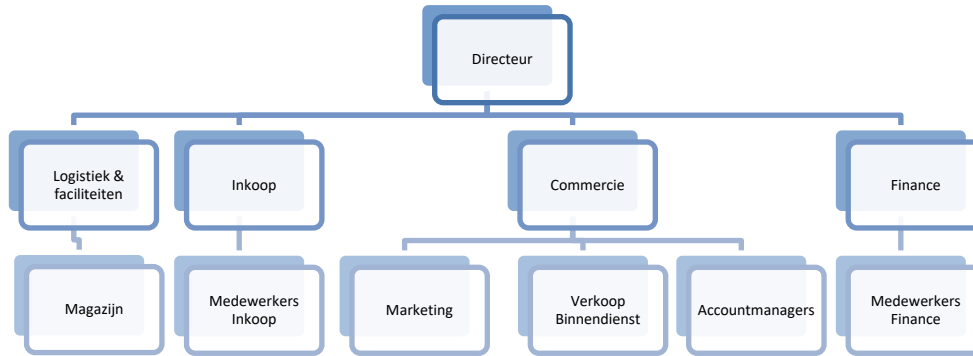 Directeur
Logistiek &
faciliteiten
Inkoop
Commercie
Finance
Magazijn
Medewerkers
Inkoop
Marketing
Verkoop
Binnendienst
Accountmanagers
Medewerkers
Finance